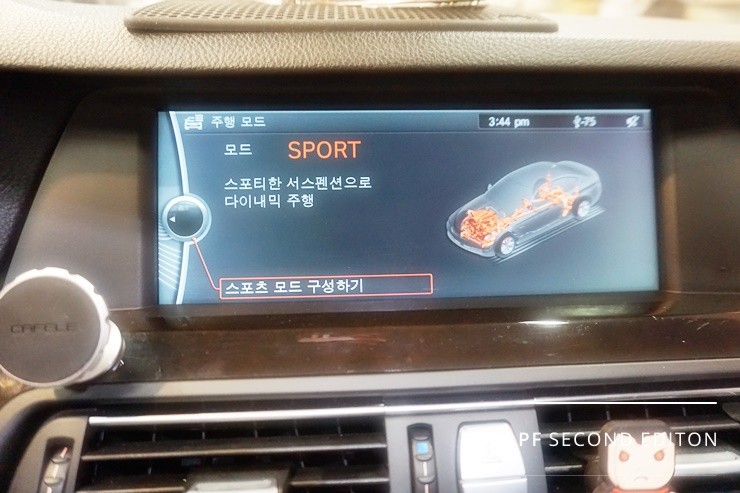 주행 모드
3:44 pm
-75
모드 SPORT
스포티한 서스펜션으로
다이내믹 주행
스포츠 모드 구성하기
CAFELE
PF SECOND EDITON